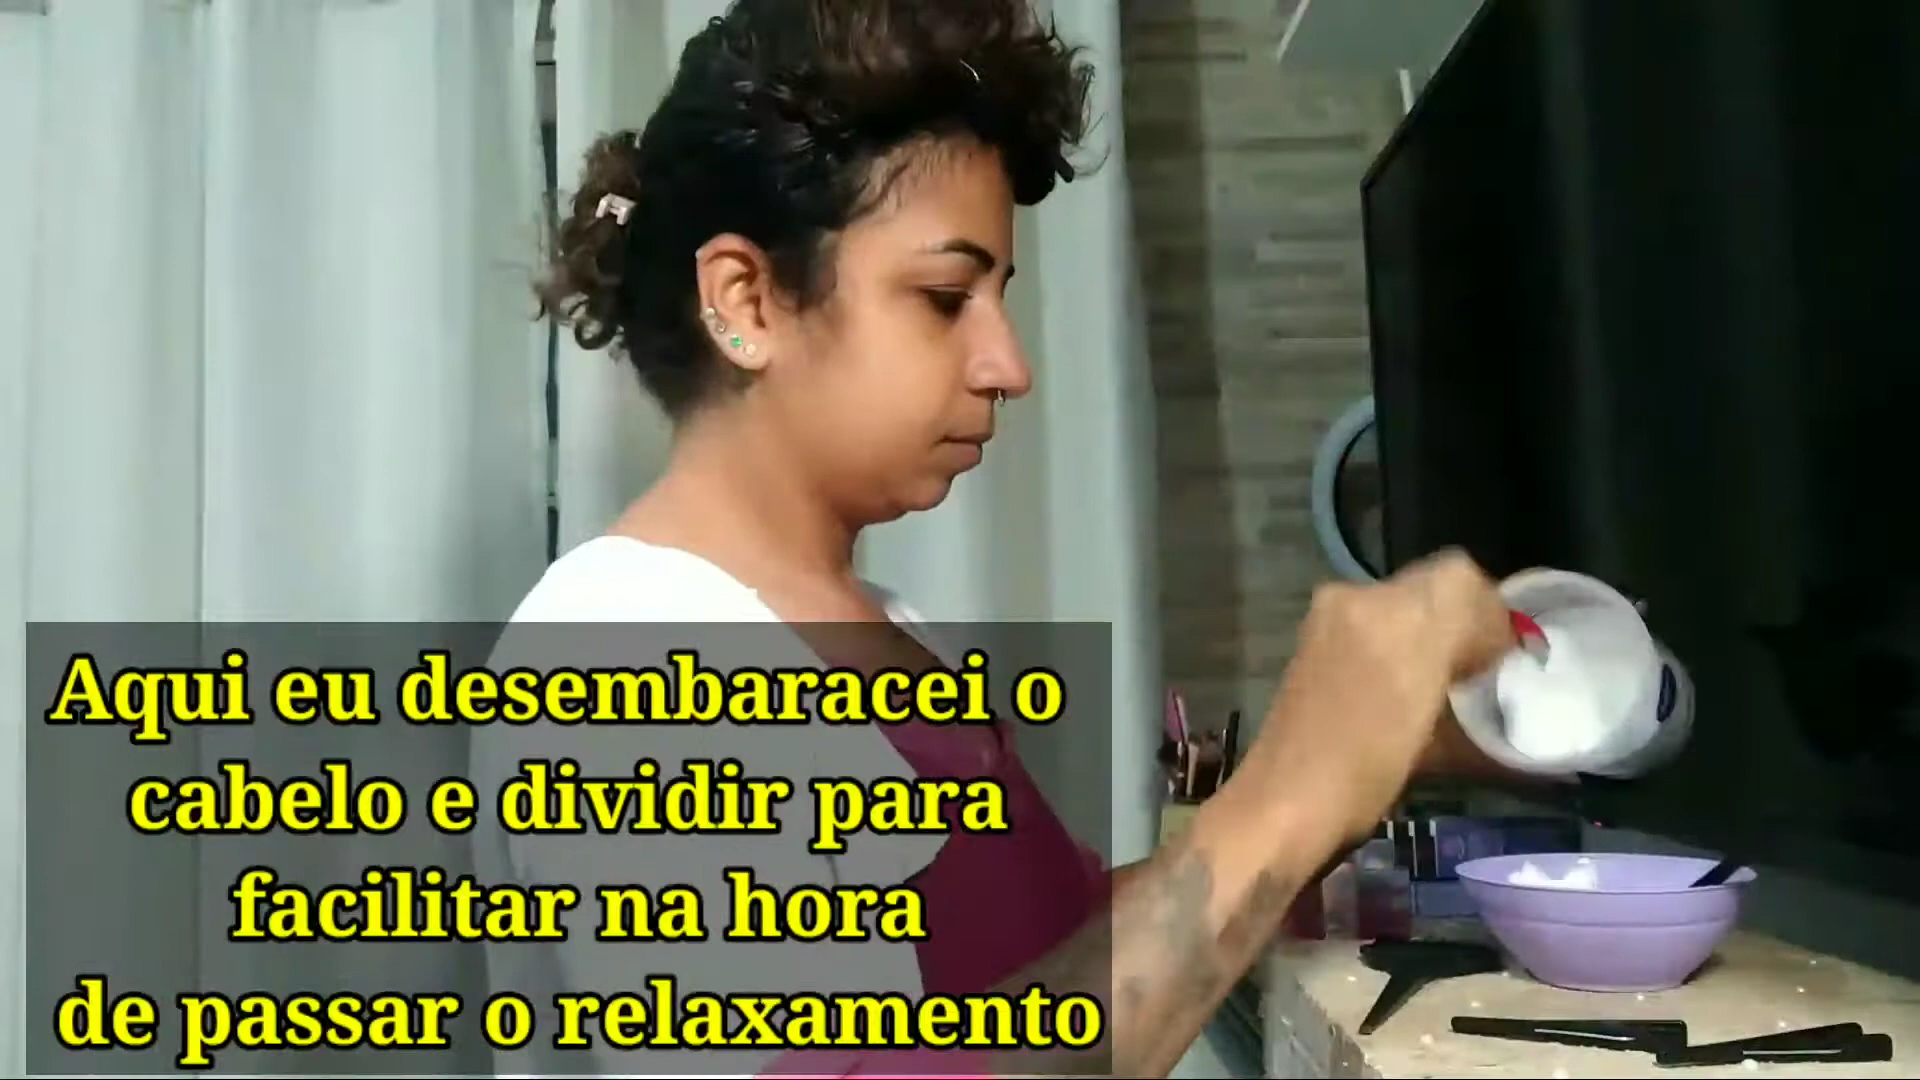 Aqui eu desembaracei o
cabelo e dividir para
facilitar na hora
de passar o relaxamento